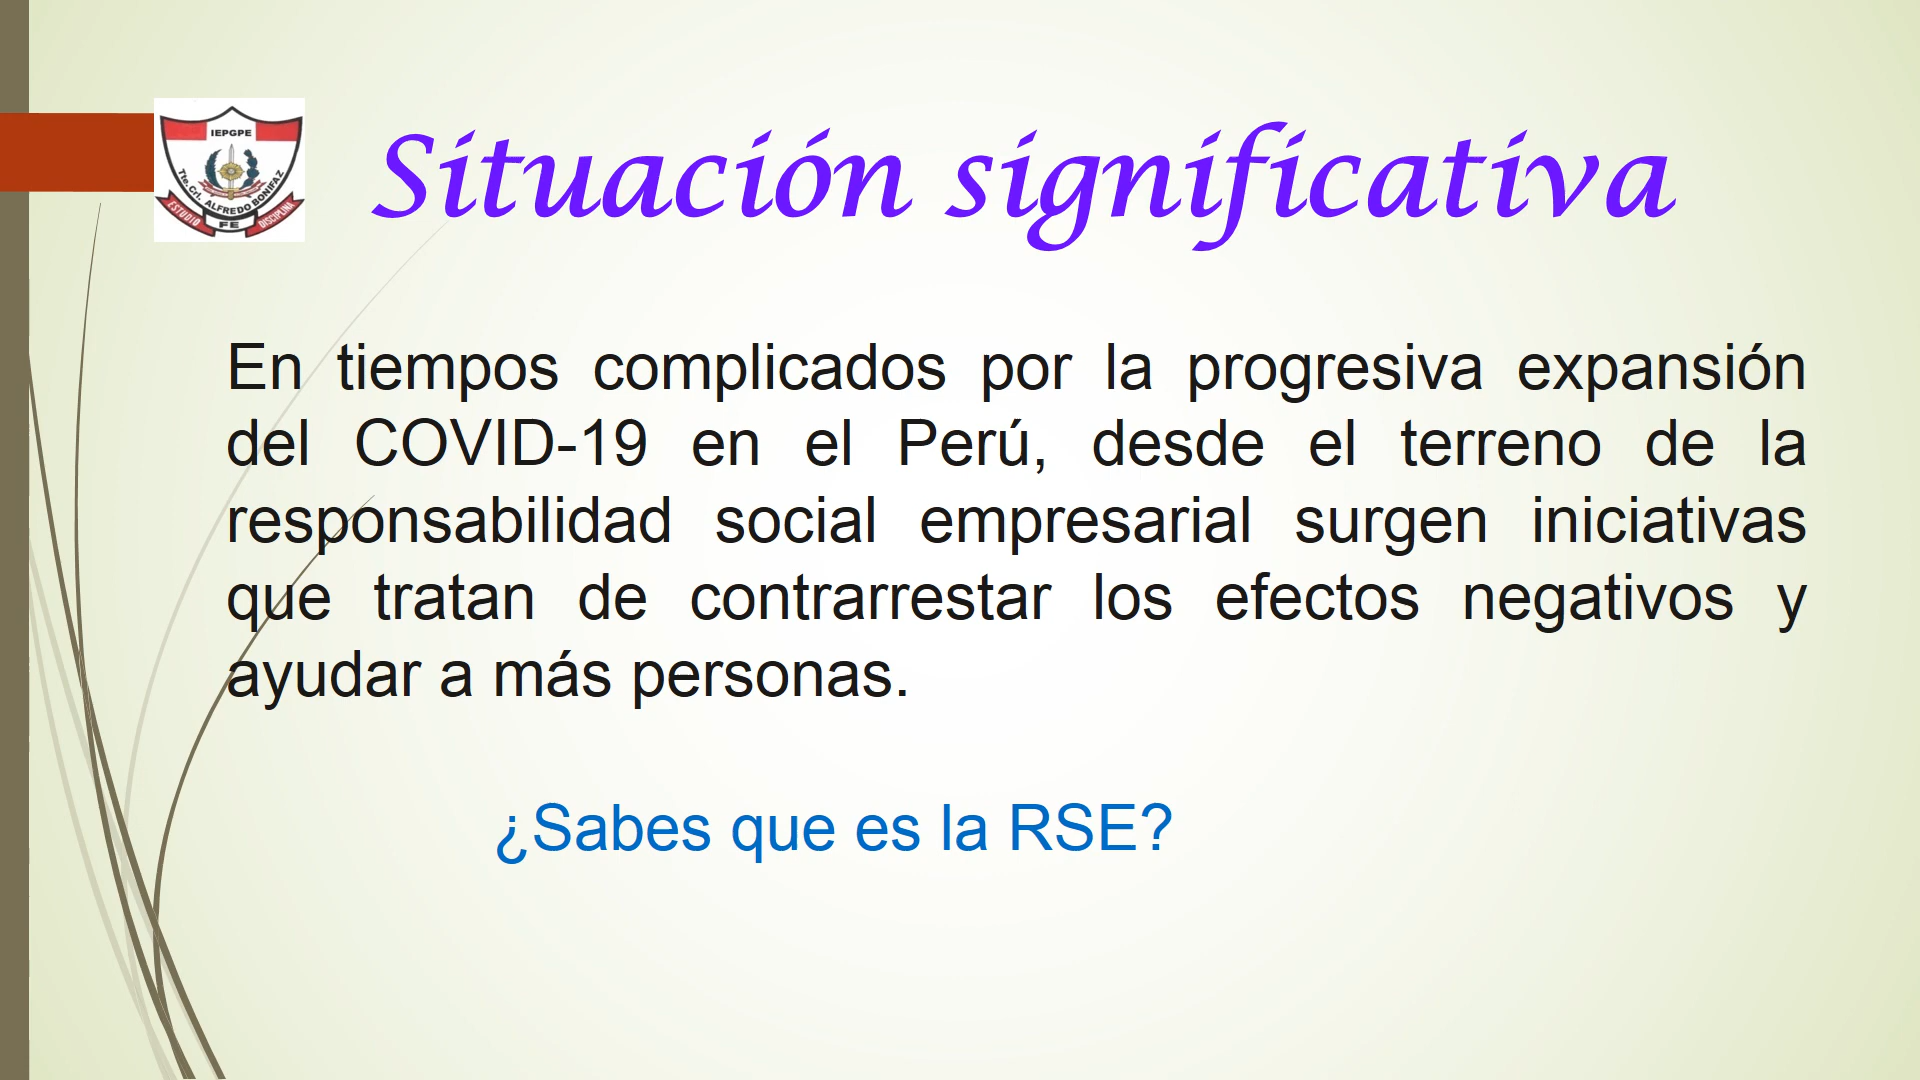 IEPGPE
Tte. Crl. ALFREDO BONIFAZ
ESTUDIO
FE
DISCIPLINA
Situación significativa
En tiempos complicados por la progresiva expansión
del COVID-19 en el Perú, desde el terreno de la
responsabilidad social empresarial surgen iniciativas
que tratan de contrarrestar los efectos negativos y
ayudar a más personas.
¿Sabes que es la RSE?